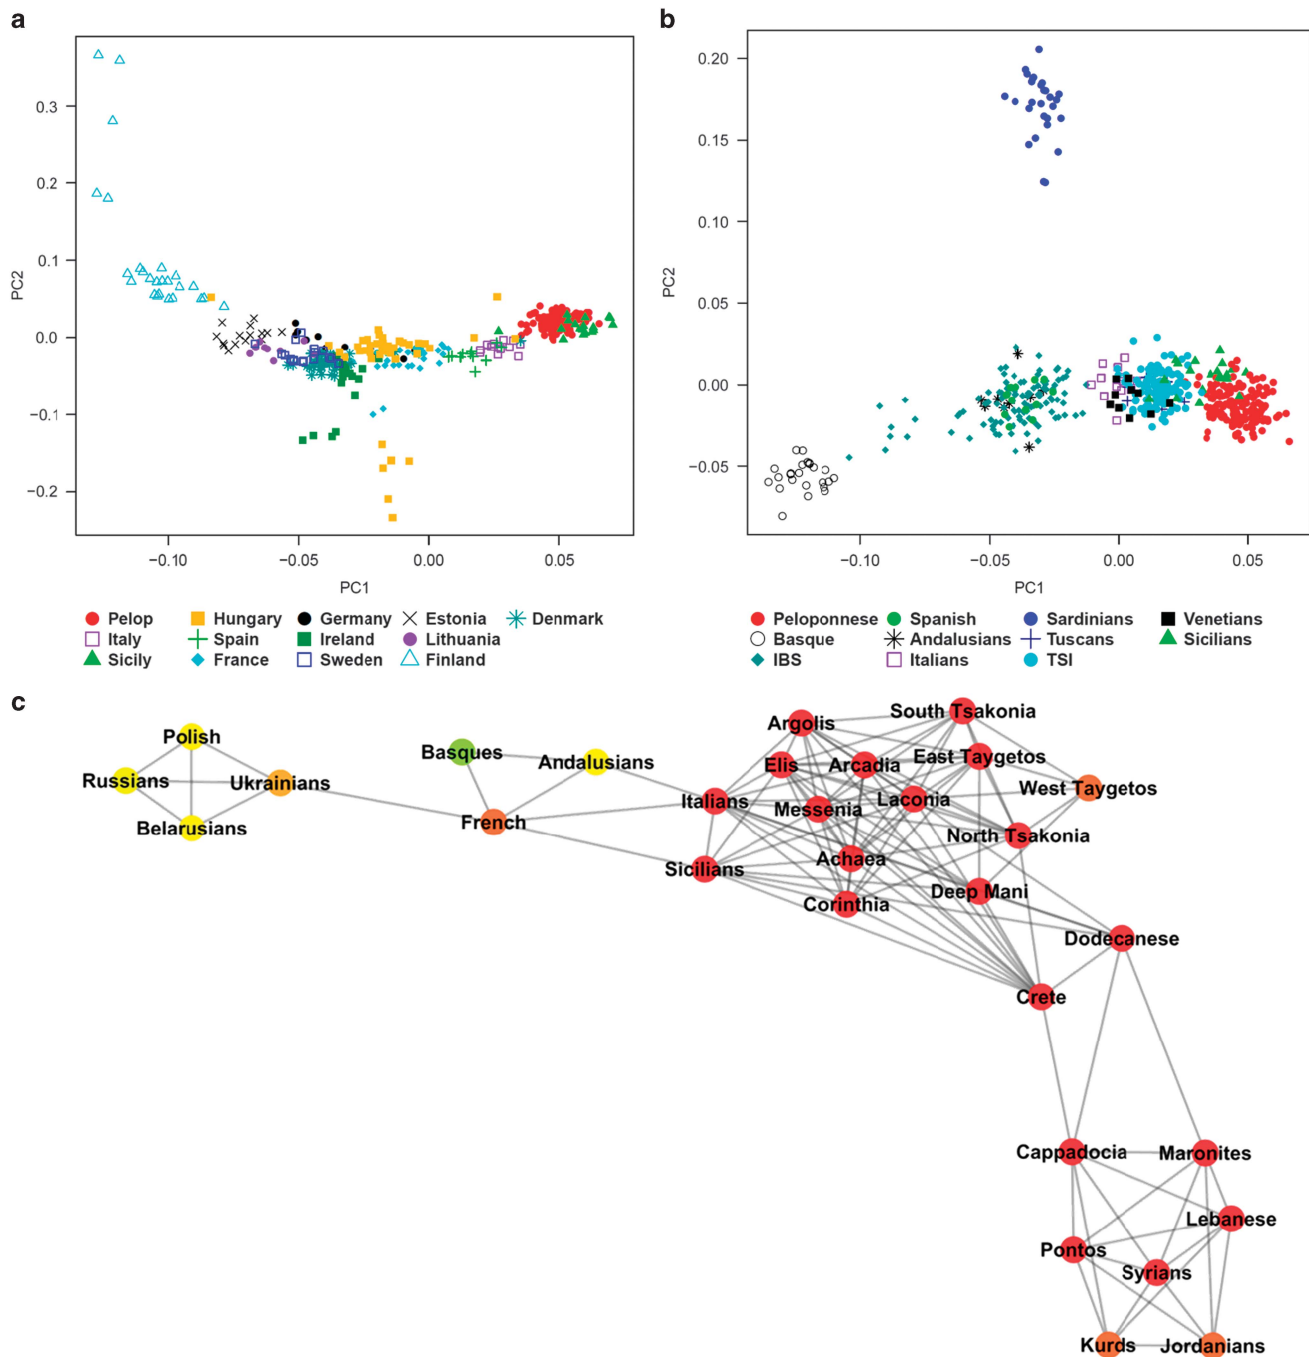 a
b
0.3
0.2
0.1
0.0
−0.1
−0.2
PC2
−0.10
−0.05
0.00
0.05
PC1
0.20
0.15
0.10
0.05
0.00
−0.05
PC2
−0.10
−0.05
0.00
0.05
PC1
Pelop Hungary Germany Estonia Denmark
Italy Spain Ireland Lithuania
Sicily France Sweden Finland
Peloponnese Spanish Sardinians Venetians
Basque Andalusians Tuscans Sicilians
IBS Italians TSI
c
Polish
Russians
Ukrainians
Belarusians
Basques
Andalusians
French
Italians
Sicilians
Argolis
South Tsakonia
Elis
Arcadia
East Taygetos
West Taygetos
Messenia
Laconia
North Tsakonia
Achaea
Deep Mani
Corinthia
Dodecanese
Crete
Cappadocia
Maronites
Lebanese
Pontos
Syrians
Kurds
Jordanians